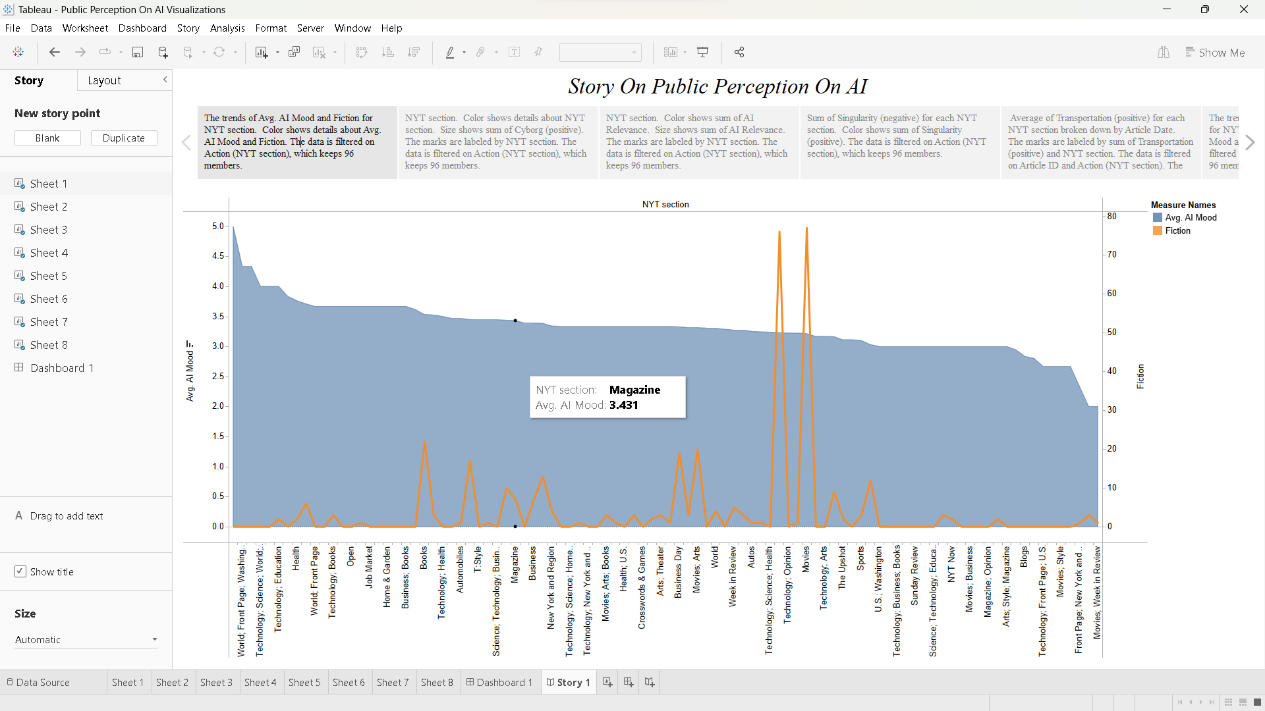 Tableau - Public Perception On AI Visualizations
File Data Worksheet Dashboard Story Analysis Format Server Window Help
Show Me
Story Layout
New story point
Blank Duplicate
Sheet 1
Sheet 2
Sheet 3
Sheet 4
Sheet 5
Sheet 6
Sheet 7
Sheet 8
Dashboard 1
A Drag to add text
Show title
Size
Automatic
Story On Public Perception On AI
The trends of Avg. AI Mood and Fiction for
NYT section. Color shows details about Avg.
AI Mood and Fiction. The data is filtered on
Action (NYT section), which keeps 96
members.
NYT section. Color shows details about NYT
section. Size shows sum of Cyborg (positive).
The marks are labeled by NYT section. The
data is filtered on Action (NYT section), which
keeps 96 members.
NYT section. Color shows sum of AI
Relevance. Size shows sum of AI Relevance.
The marks are labeled by NYT section. The
data is filtered on Action (NYT section), which
keeps 96 members.
Sum of Singularity (negative) for each NYT
section. Color shows sum of Singularity
(positive). The data is filtered on Action (NYT
section), which keeps 96 members.
Average of Transportation (positive) for each
NYT section broken down by Article Date.
The marks are labeled by sum of Transportation
(positive) and NYT section. The data is filtered
on Article ID and Action (NYT section). The
The
for NY
Mood a
filtered
96 mem
NYT section
5.0
4.5
4.0
3.5
3.0
2.5
2.0
1.5
1.0
0.5
0.0
Avg. AI Mood
80
70
60
50
40
30
20
10
0
Fiction
Measure Names
Avg. AI Mood
Fiction
NYT section: Magazine
Avg. AI Mood: 3.431
World; Front Page; Washing..
Technology; Science; World;..
Technology; Education
Health
World; Front Page
Technology; Books
Open
Job Market
Home & Garden
Business; Books
Books
Technology; Health
Automobiles
T:Style
Science; Technology; Busin..
Magazine
Business
New York and Region
Technology; Science; Home..
Technology; New York and ..
Movies; Arts; Books
Health; U.S.
Crosswords & Games
Arts; Theater
Business Day
Movies; Arts
World
Week in Review
Autos
Technology; Science; Health
Technology; Opinion
Movies
Technology; Arts
The Upshot
Sports
U.S.; Washington
Technology; Business; Books
Sunday Review
Science; Technology; Educa..
NYT Now
Movies; Business
Magazine; Opinion
Arts; Style; Magazine
Blogs
Technology; Front Page; U.S.
Movies; Style
Front Page; New York and..
Movies; Week in Review
Data Source Sheet 1 Sheet 2 Sheet 3 Sheet 4 Sheet 5 Sheet 6 Sheet 7 Sheet 8 Dashboard 1 Story 1